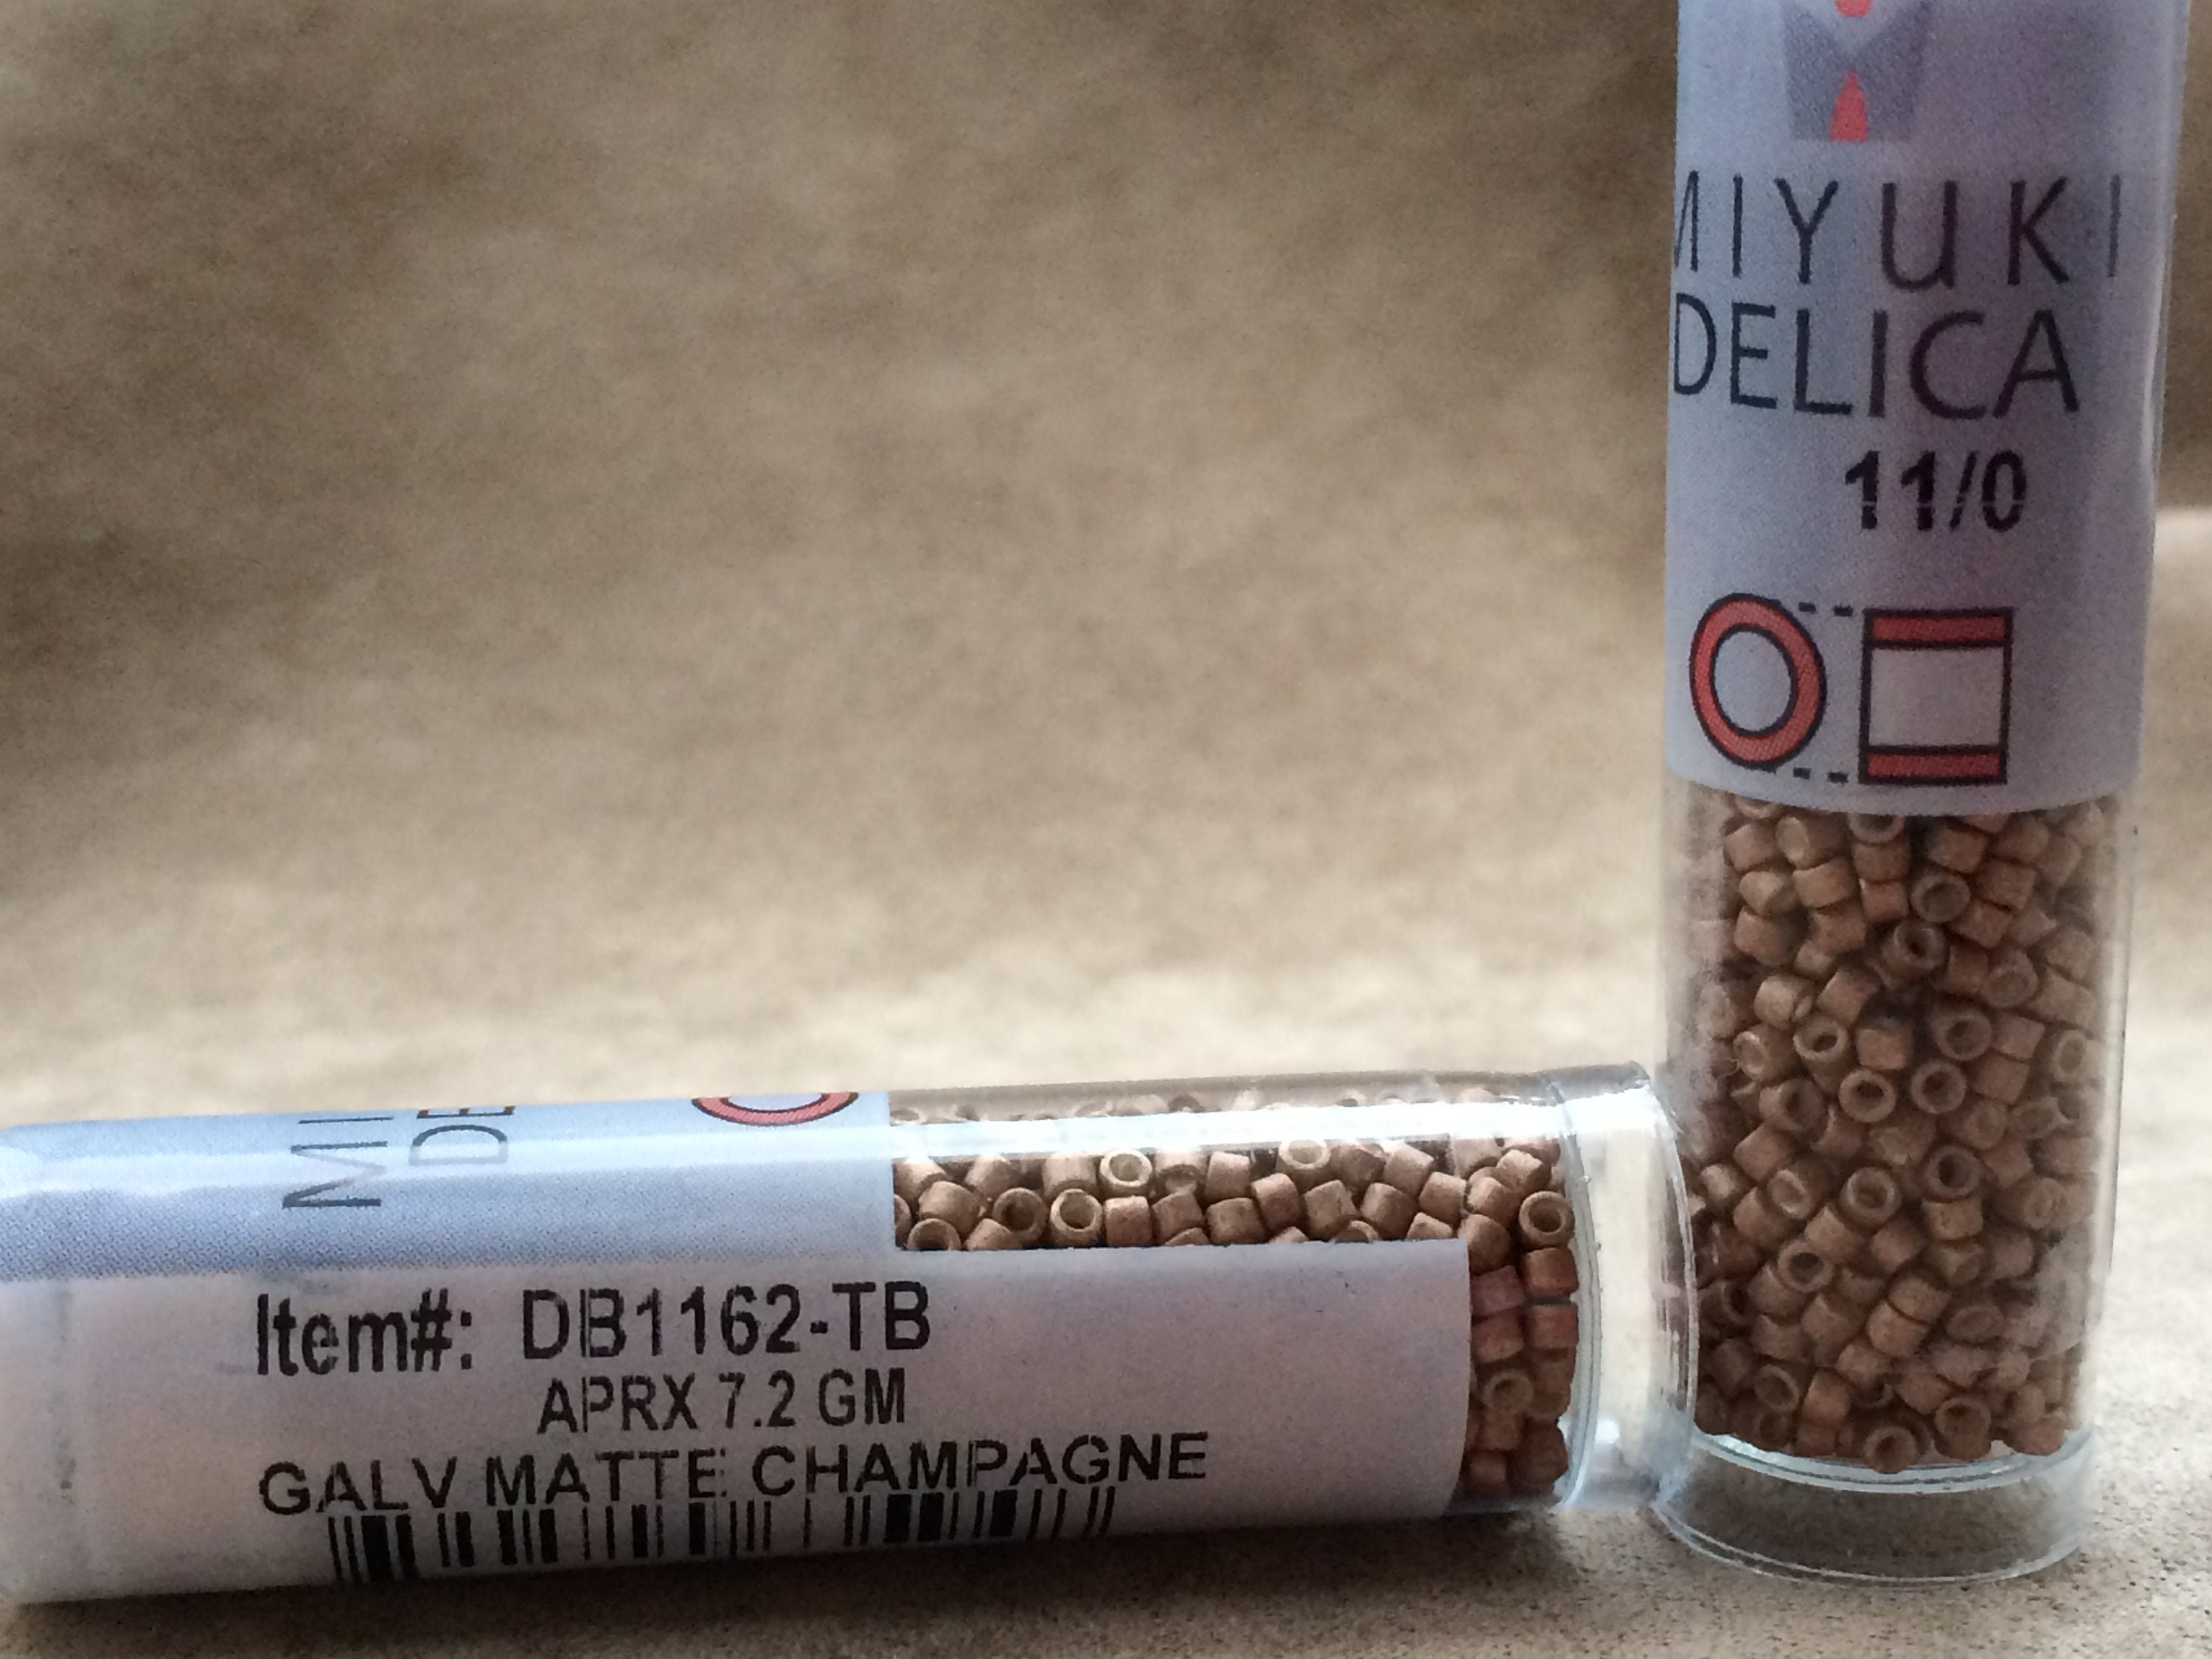 MIYUKI
DELICA
11/0
Item#: DB1162-TB
APRX 7.2 GM
GALV MATTE CHAMPAGNE